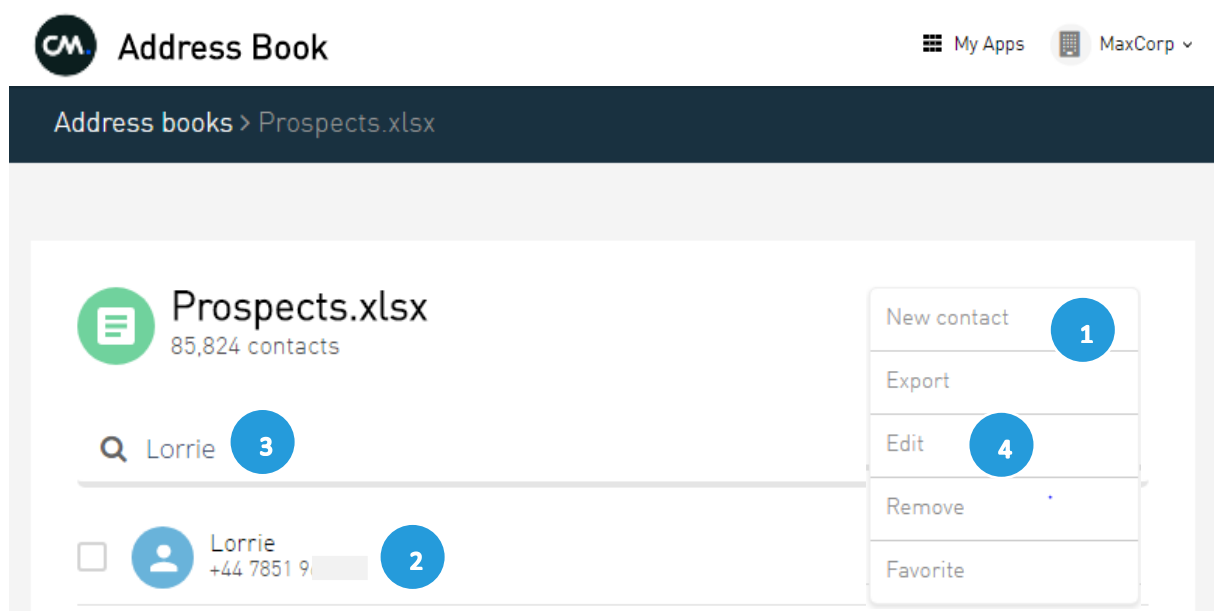 CM.
Address Book
My Apps
MaxCorp
Address books > Prospects.xlsx
Prospects.xlsx
85,824 contacts
New contact
1
Export
Lorrie
3
Edit
4
Remove
Lorrie
+44 7851 9
2
Favorite